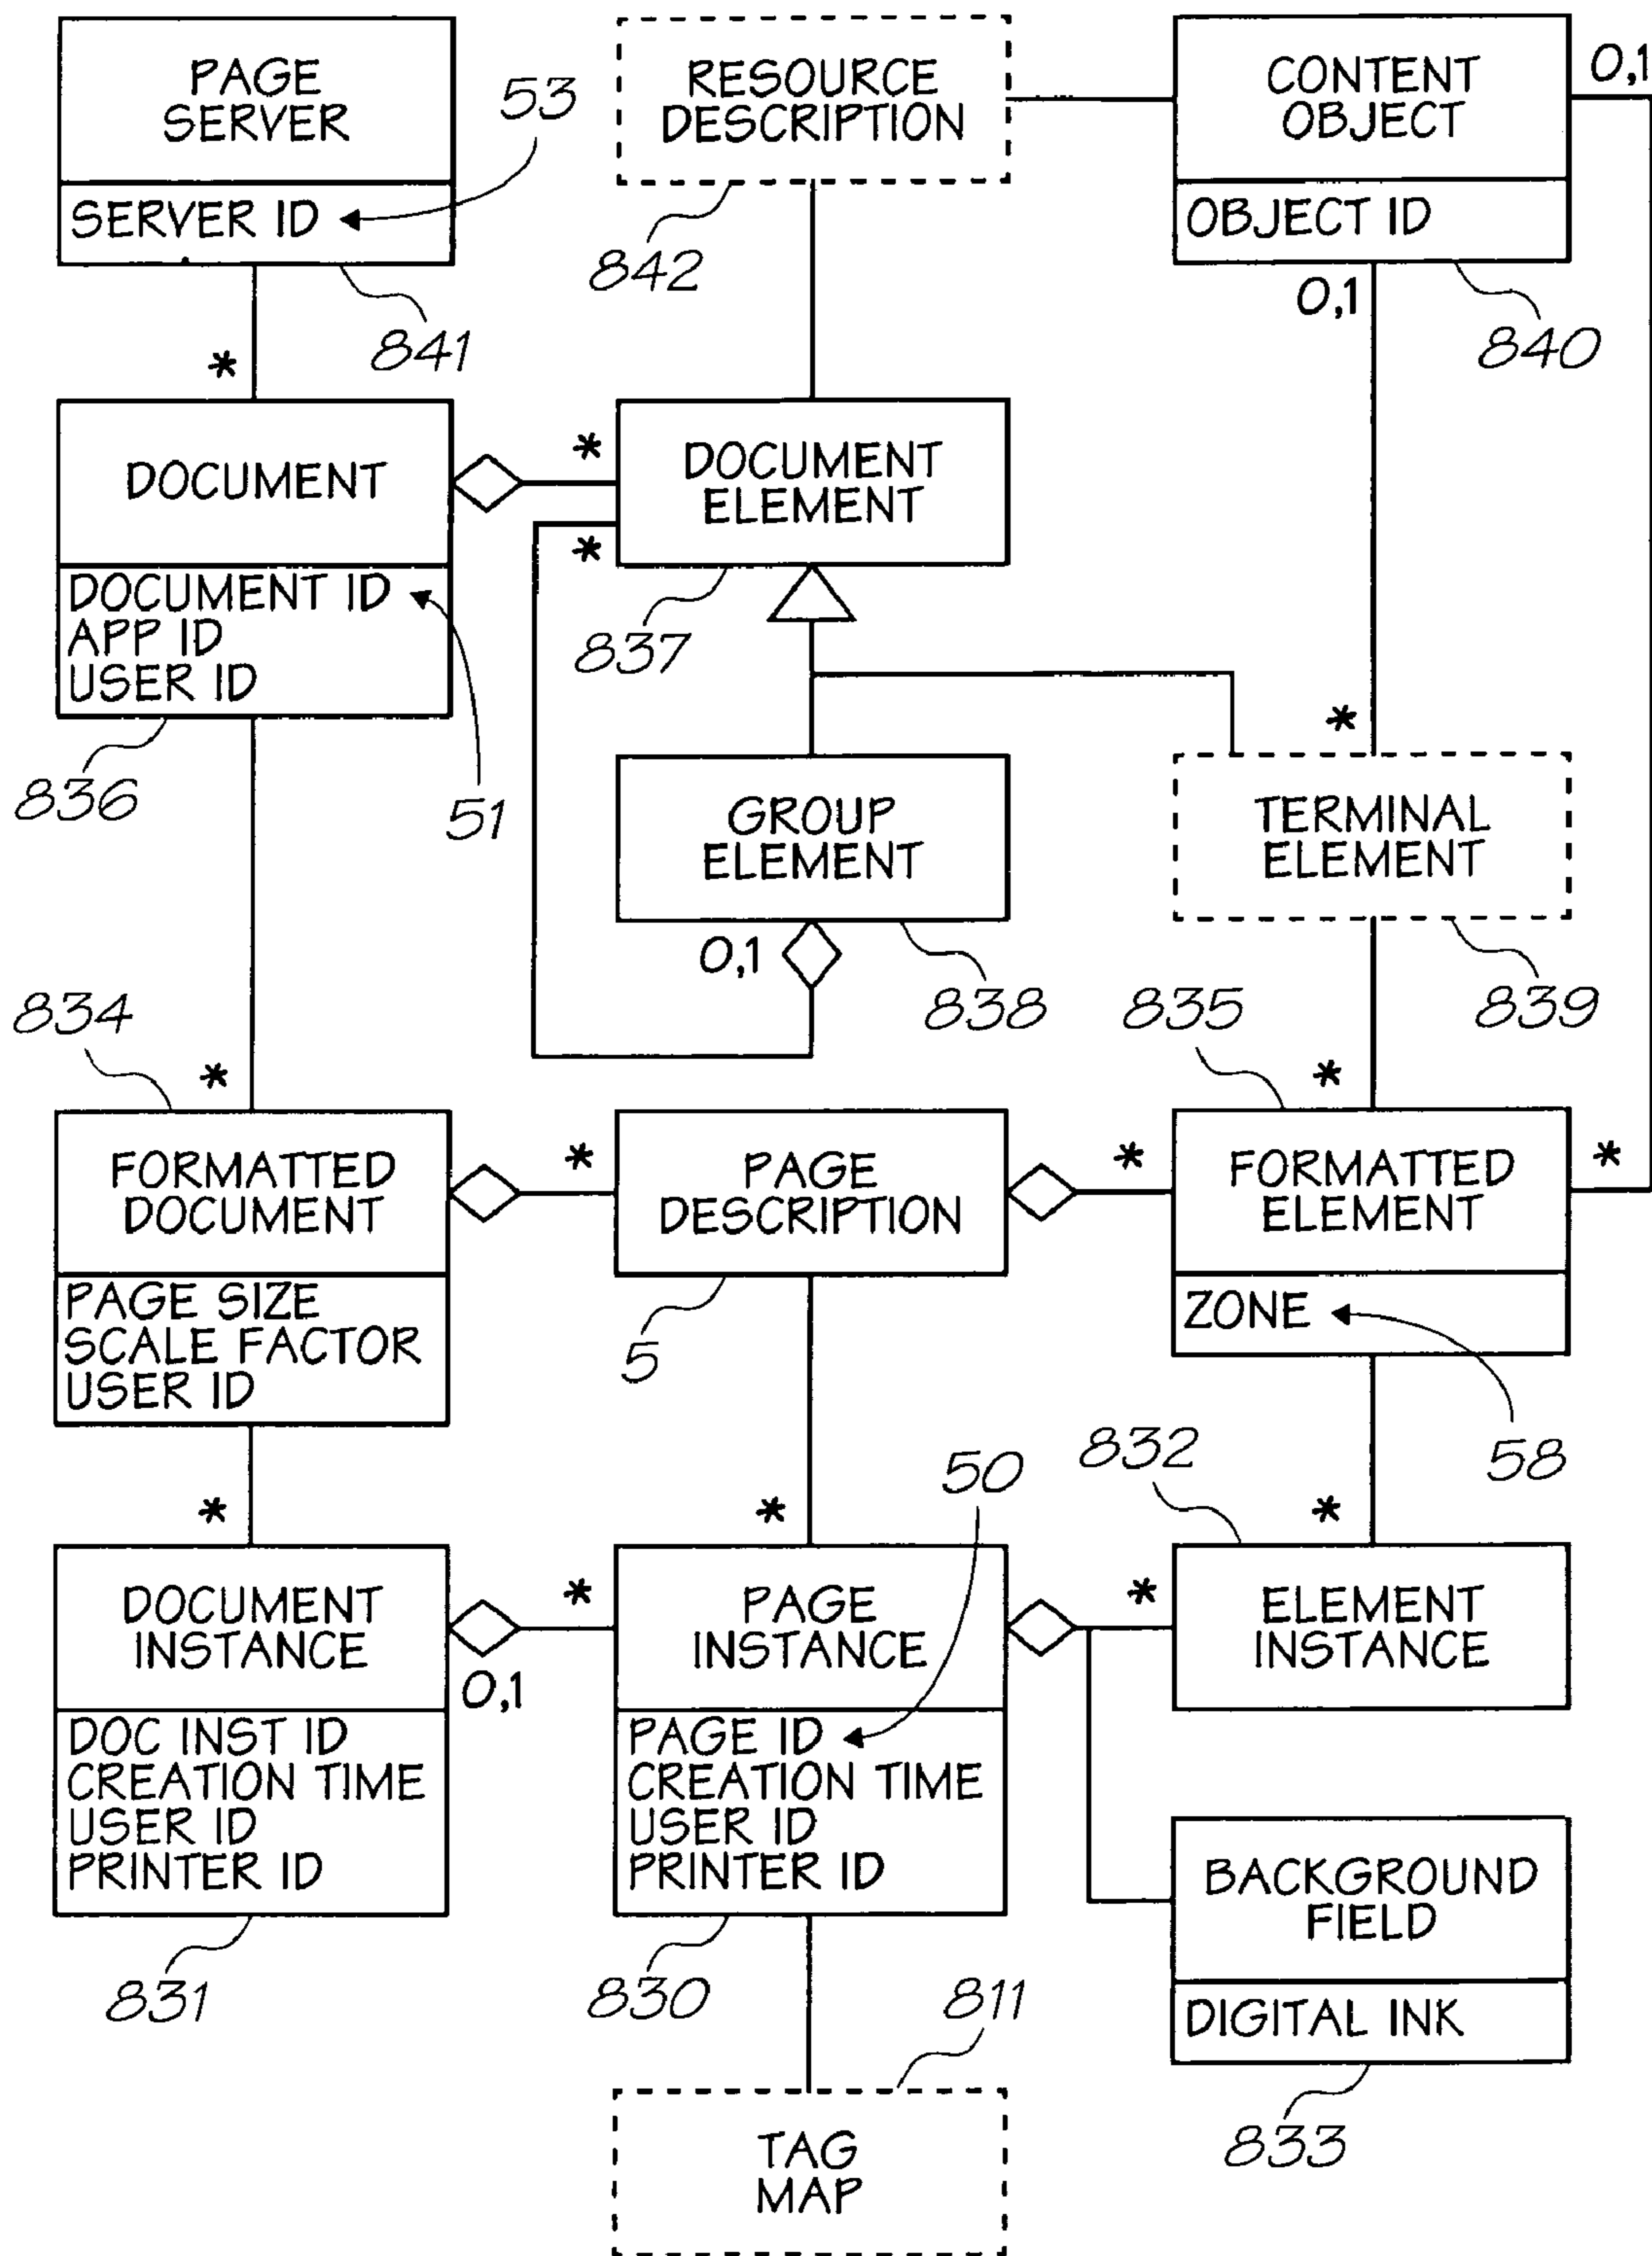 PAGE
SERVER
SERVER ID
53
841
RESOURCE
DESCRIPTION
842
CONTENT
OBJECT
OBJECT ID
0,1
0,1
840
*
DOCUMENT
DOCUMENT ID
APP ID
USER ID
836
51
*
*
DOCUMENT
ELEMENT
837
GROUP
ELEMENT
0,1
838
*
TERMINAL
ELEMENT
839
834
*
FORMATTED
DOCUMENT
PAGE SIZE
SCALE FACTOR
USER ID
*
PAGE
DESCRIPTION
5
835
*
*
*
FORMATTED
ELEMENT
ZONE
58
*
DOCUMENT
INSTANCE
DOC INST ID
CREATION TIME
USER ID
PRINTER ID
831
*
0,1
*
50
PAGE
INSTANCE
PAGE ID
CREATION TIME
USER ID
PRINTER ID
830
832
*
*
ELEMENT
INSTANCE
BACKGROUND
FIELD
DIGITAL INK
833
811
TAG
MAP